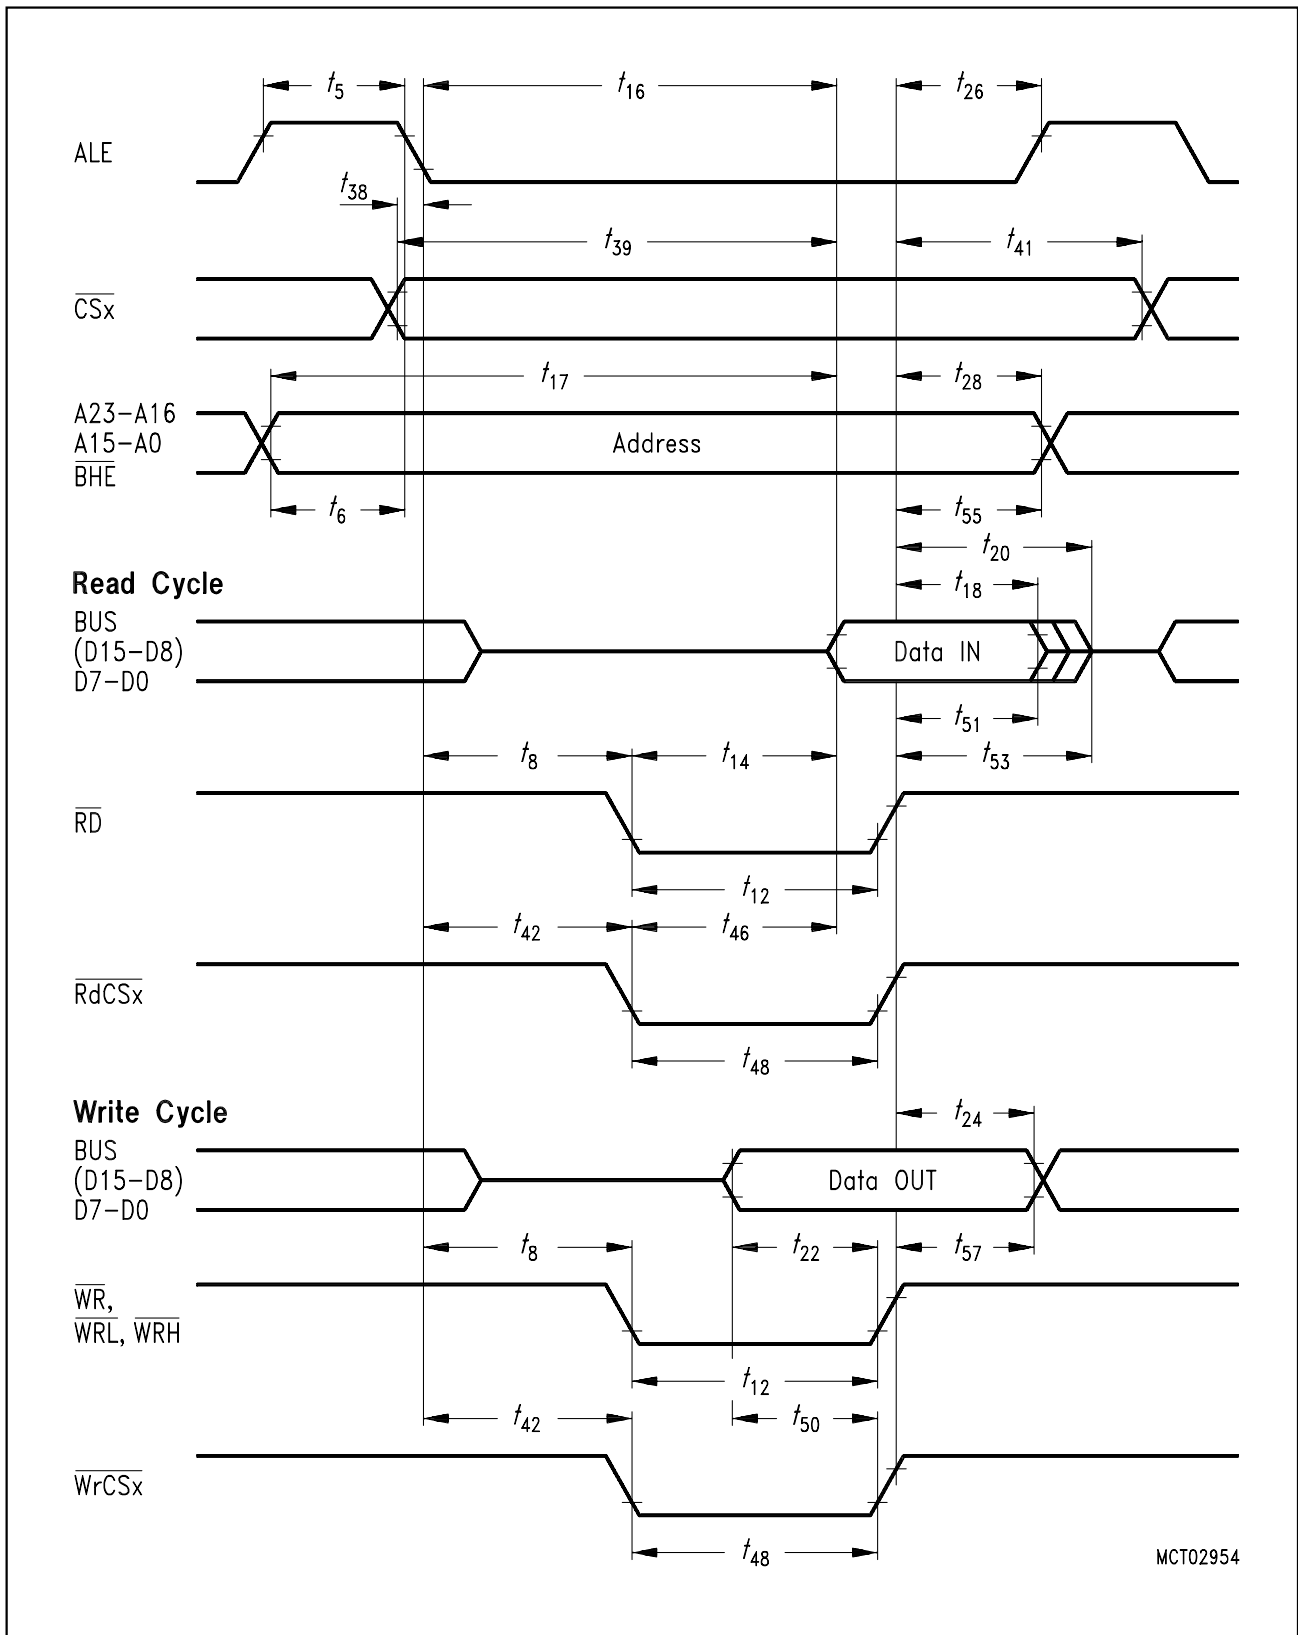 t5 t16 t26
ALE
t38
t39 t41
CSx
t17 t28
A23-A16
A15-A0
BHE
Address
t6 t55
t20
Read Cycle
t18
BUS
(D15-D8)
D7-D0
Data IN
t51
t8 t14 t53
RD
t12
t42 t46
RdCSx
t48
Write Cycle
t24
BUS
(D15-D8)
D7-D0
Data OUT
t8 t22 t57
WR,
WRL, WRH
t12
t42 t50
WrCSx
t48
MCT02954